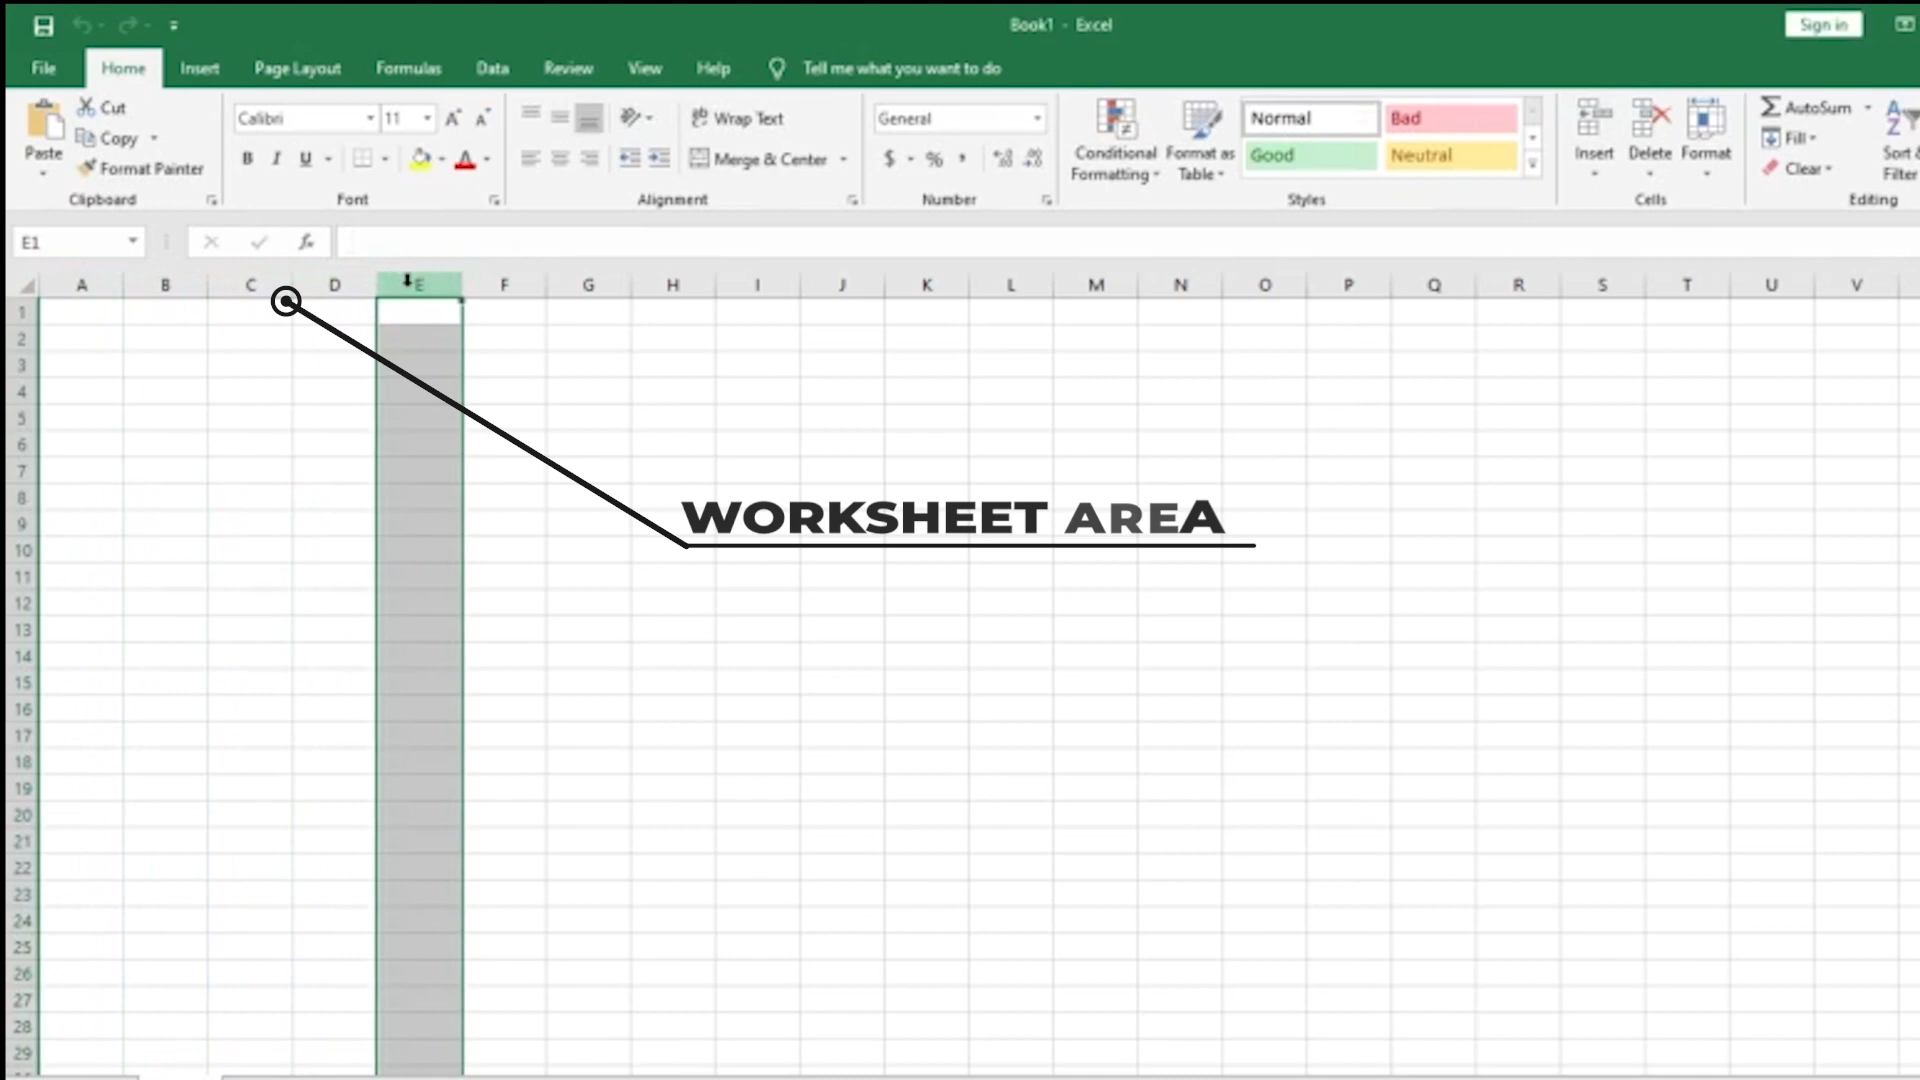 Book1 - Excel
Sign in
File Home Insert Page Layout Formulas Data Review View Help Tell me what you want to do
Paste
Cut
Copy
Format Painter
Clipboard
Calibri 11
B I U
Font
Wrap Text
Merge & Center
Alignment
General
$ % ,
Number
Conditional Formatting
Format as Table
Normal Bad
Good Neutral
Styles
Insert Delete Format
Cells
AutoSum
Fill
Clear
Sort &
Filter
Editing
E1
fx
A B C D E F G H I J K L M N O P Q R S T U V
1
2
3
4
5
6
7
8
WORKSHEET AREA
9
10
11
12
13
14
15
16
17
18
19
20
21
22
23
24
25
26
27
28
29